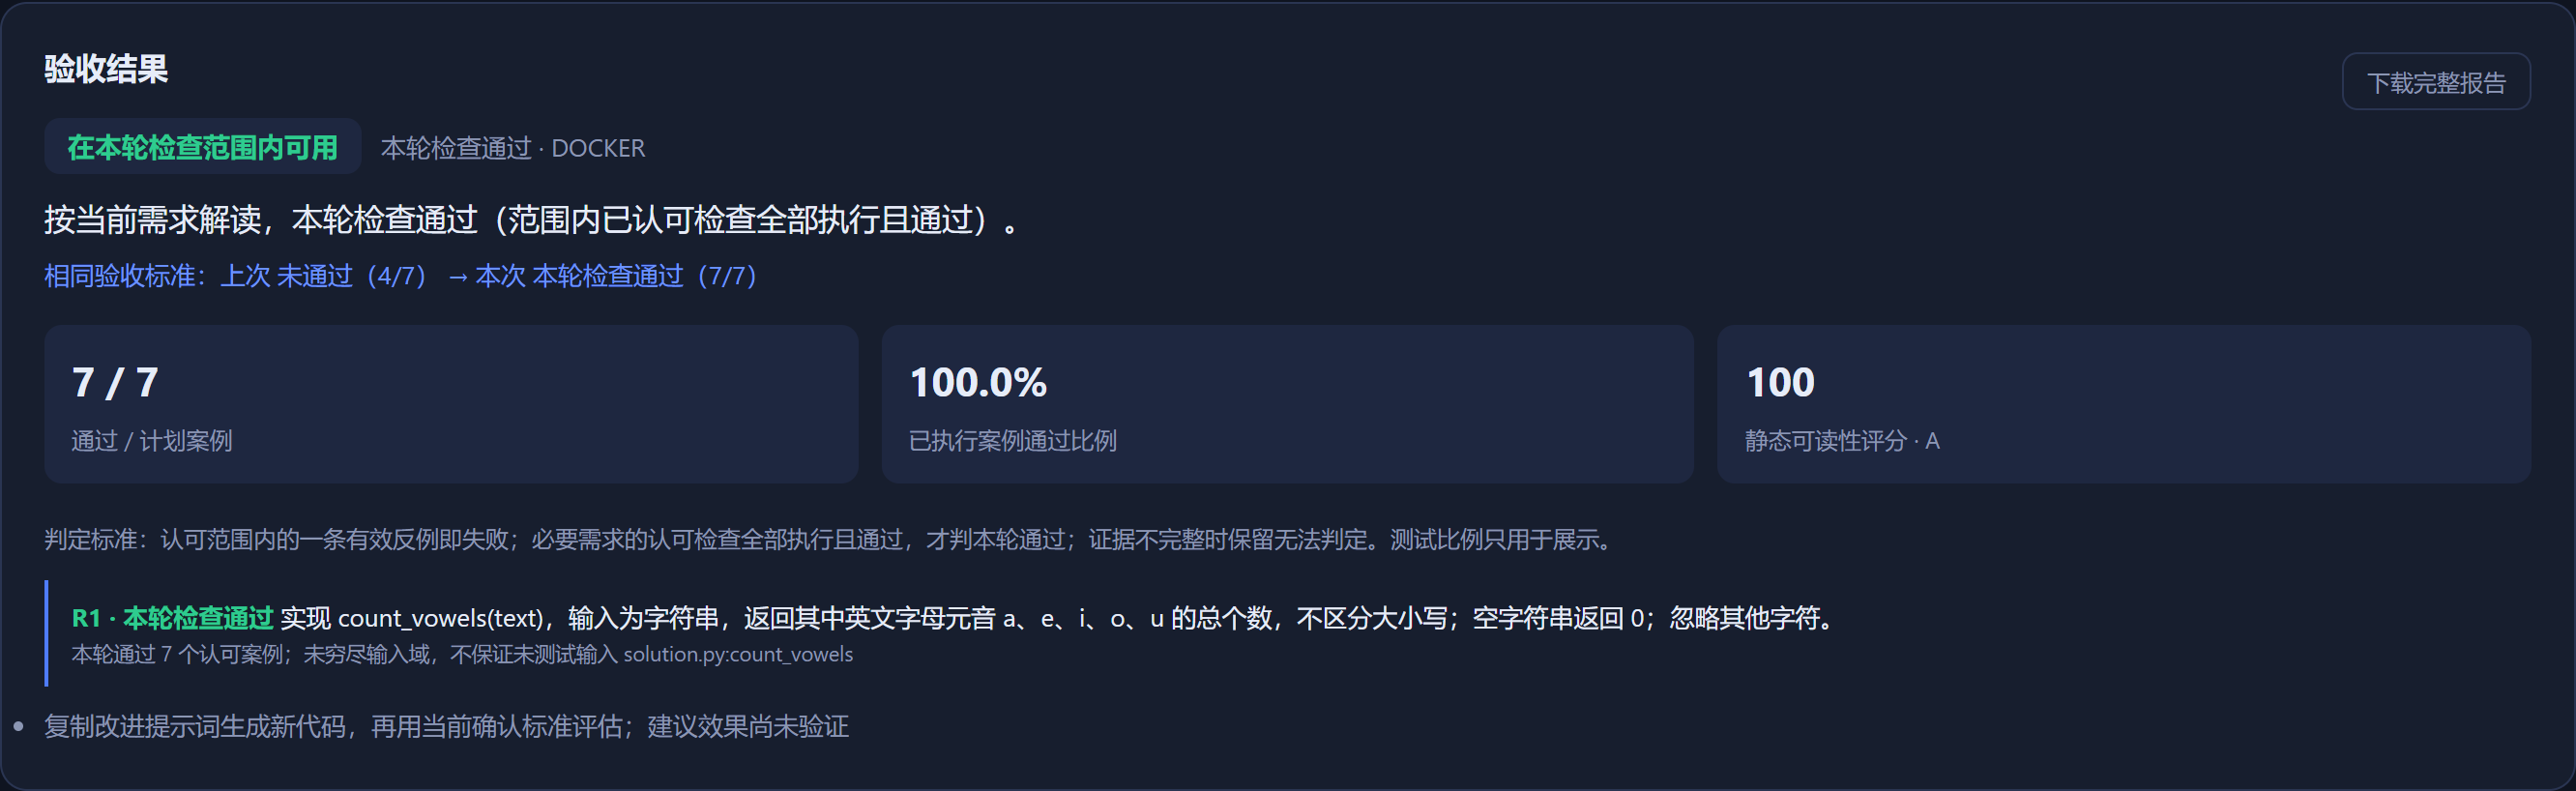 验收结果
下载完整报告
在本轮检查范围内可用 本轮检查通过 · DOCKER
按当前需求解读，本轮检查通过（范围内已认可检查全部执行且通过）。
相同验收标准：上次 未通过（4/7） → 本次 本轮检查通过（7/7）
7 / 7
通过 / 计划案例
100.0%
已执行案例通过比例
100
静态可读性评分 · A
判定标准：认可范围内的一条有效反例即失败；必要需求的认可检查全部执行且通过，才判本轮通过；证据不完整时保留无法判定。测试比例只用于展示。
R1 · 本轮检查通过 实现 count_vowels(text)，输入为字符串，返回其中英文字母元音 a、e、i、o、u 的总个数，不区分大小写；空字符串返回 0；忽略其他字符。
本轮通过 7 个认可案例；未穷尽输入域，不保证未测试输入 solution.py:count_vowels
• 复制改进提示词生成新代码，再用当前确认标准评估；建议效果尚未验证